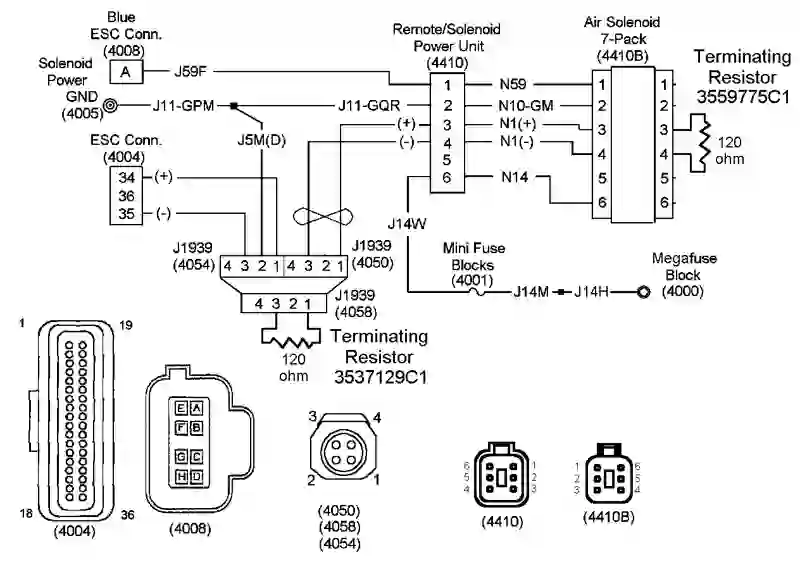 Blue
ESC Conn.
(4008)
Solenoid
Power
A
J59F
GND
(4005)
J11-GPM
J11-GQR
J5M(D)
ESC Conn.
(4004)
34
(+)
36
35
(-)
Remote/Solenoid
Power Unit
(4410)
1
2
3
4
5
6
(+)
(-)
N59
N10-GM
N1(+)
N1(-)
N14
Air Solenoid
7-Pack
(4410B)
1
2
3
4
5
6
1
2
3
4
5
6
Terminating
Resistor
3559775C1
120
ohm
J14W
J1939
(4054)
4 3 2 1 4 3 2 1
J1939
(4050)
4 3 2 1
J1939
(4058)
120
ohm
Terminating
Resistor
3537129C1
Mini Fuse
Blocks
(4001)
J14M
J14H
Megafuse
Block
(4000)
1
19
18
36
(4004)
E A
F B
G C
H D
(4008)
3 4
2 1
(4050)
(4058)
(4054)
6 1
5 2
4 3
(4410)
1 6
2 5
3 4
(4410B)